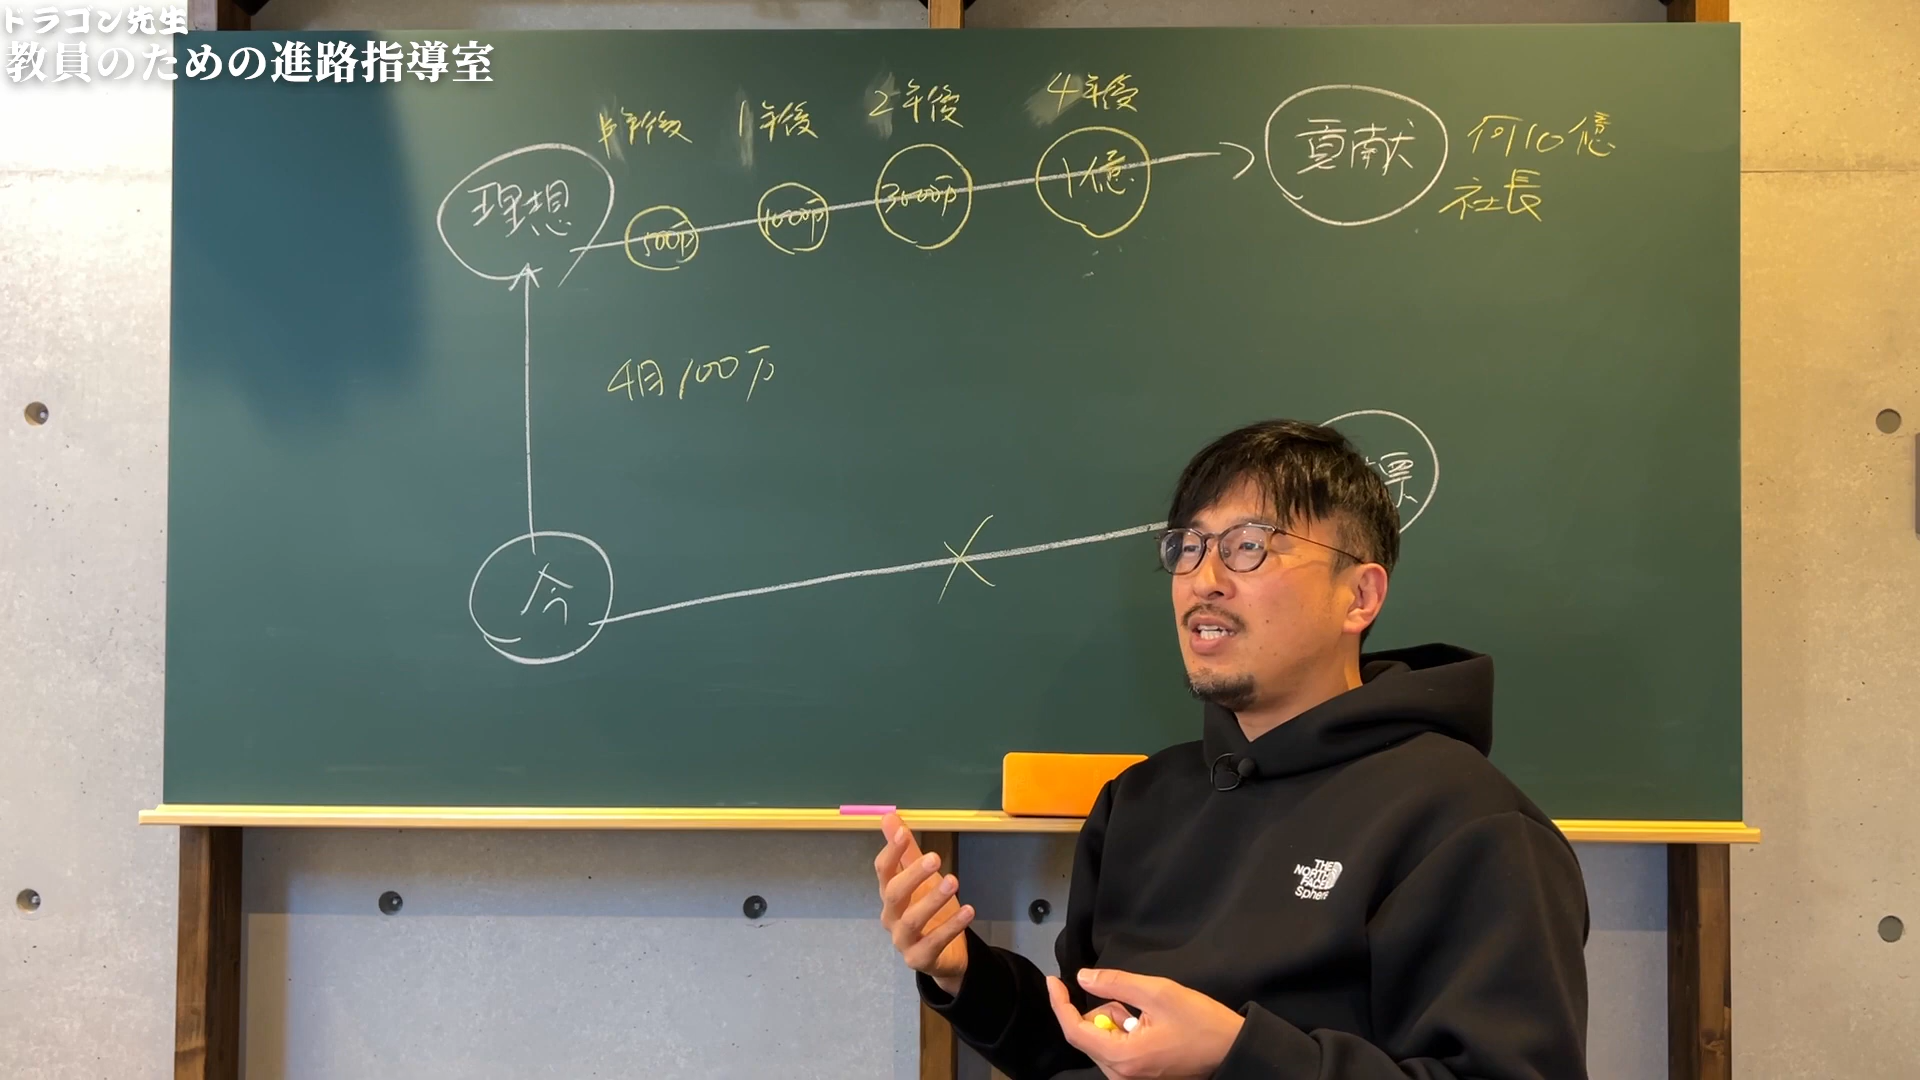 ドラゴン先生
教員のための進路指導室
半年後
1年後
2年後
4年後
理想
500万
1000万
3000万
1億
貢献
何10億
社長
月100万
今
標
THE
NORTH
FACE
Sphere